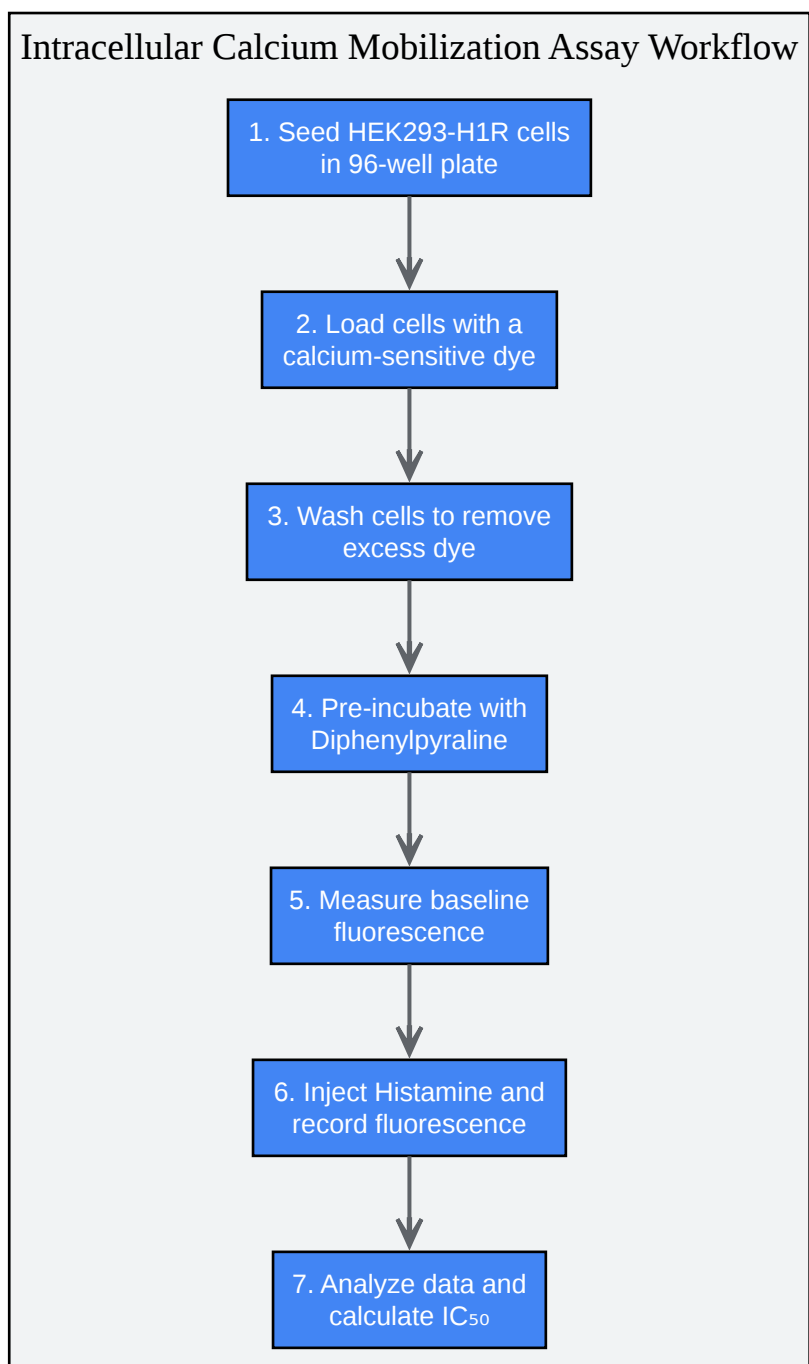 Intracellular Calcium Mobilization Assay Workflow
1. Seed HEK293-H1R cells
in 96-well plate
2. Load cells with a
calcium-sensitive dye
3. Wash cells to remove
excess dye
4. Pre-incubate with
Diphenylpyraline
5. Measure baseline
fluorescence
6. Inject Histamine and
record fluorescence
7. Analyze data and
calculate IC₅₀